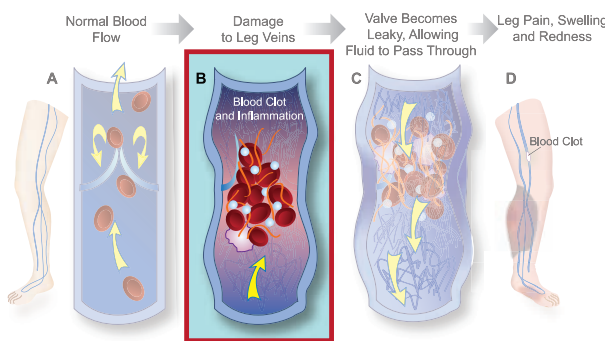 Normal Blood
Flow
Damage
to Leg Veins
Valve Becomes
Leaky, Allowing
Fluid to Pass Through
Leg Pain, Swelling
and Redness
A
B
Blood Clot
and Inflammation
C
D
Blood Clot